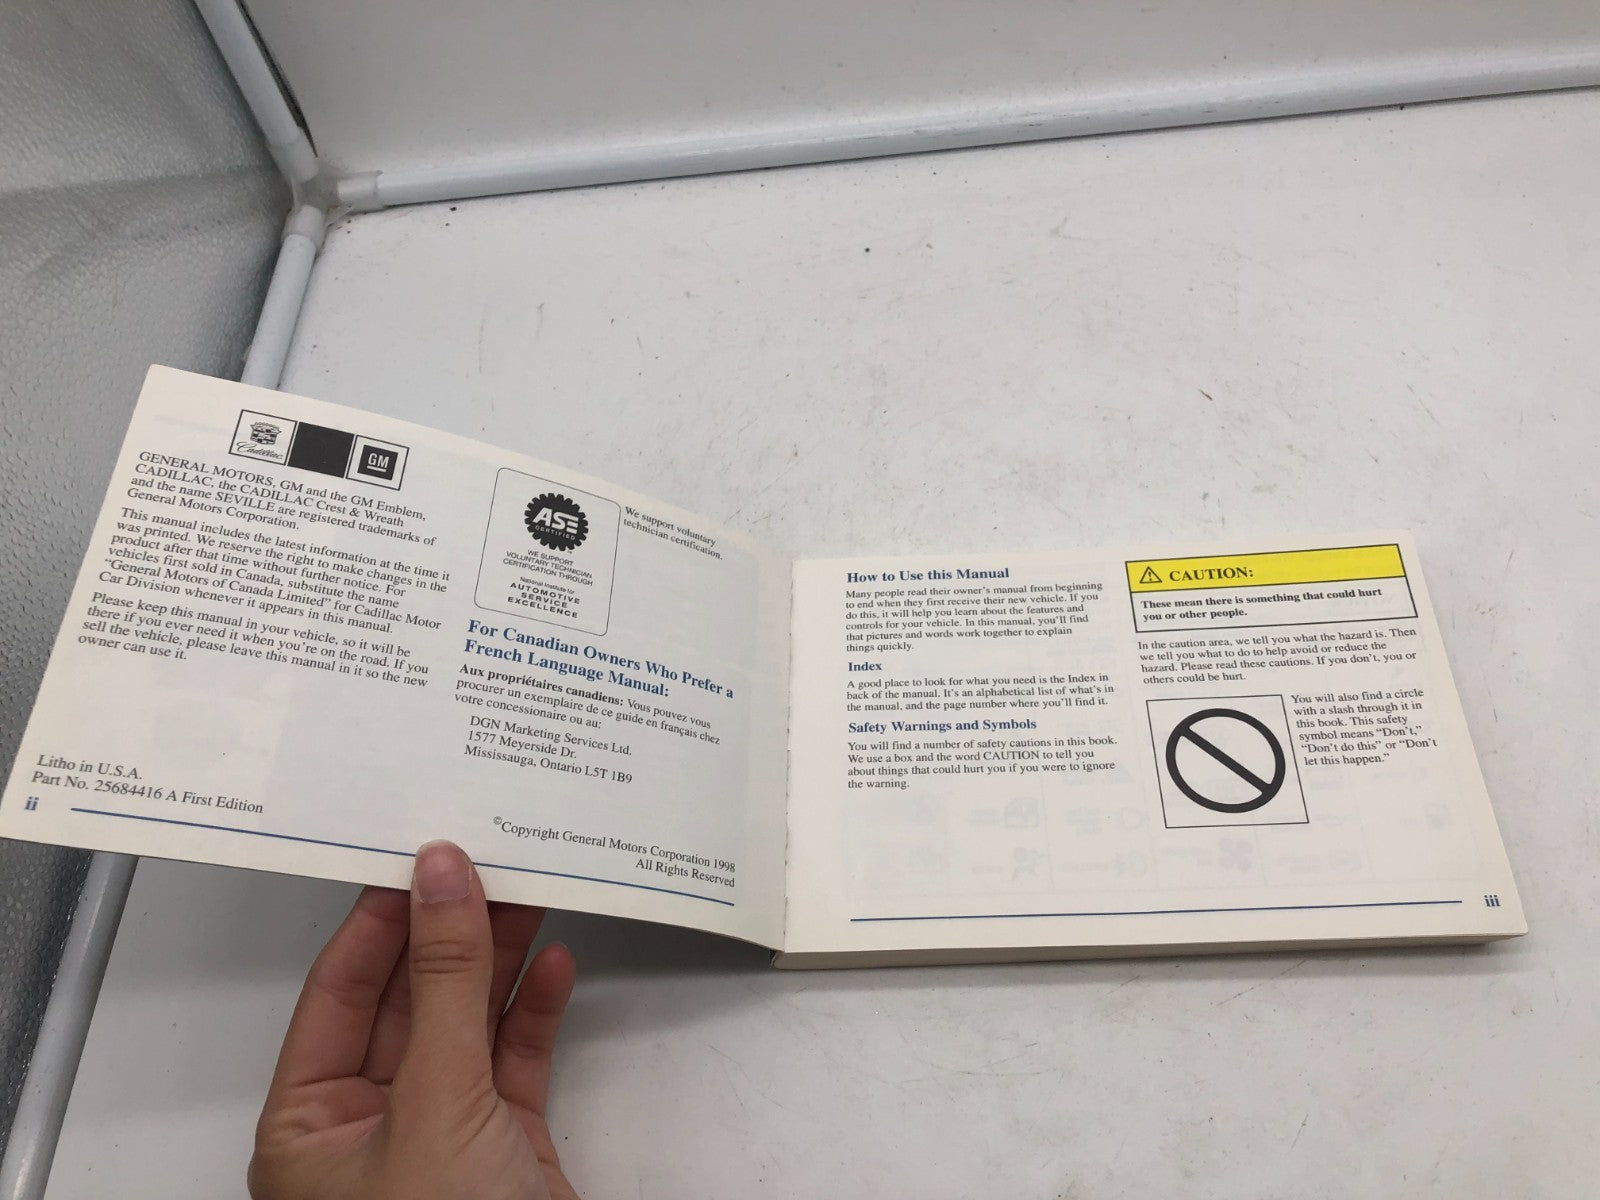 Cadillac
GM
GENERAL MOTORS, GM and the GM Emblem,
CADILLAC, the CADILLAC Crest & Wreath
and the name SEVILLE are registered trademarks of
General Motors Corporation.
This manual includes the latest information at the time it
was printed. We reserve the right to make changes in the
product after that time without further notice. For
vehicles first sold in Canada, substitute the name
“General Motors of Canada Limited” for Cadillac Motor
Car Division whenever it appears in this manual.
Please keep this manual in your vehicle, so it will be
there if you ever need it when you're on the road. If you
sell the vehicle, please leave this manual in it so the new
owner can use it.
Litho in U.S.A.
Part No. 25684416 A First Edition
ii
ASE
CERTIFIED
WE SUPPORT
VOLUNTARY TECHNICIAN
CERTIFICATION THROUGH
National Institute for
AUTOMOTIVE
SERVICE
EXCELLENCE
We support voluntary
technician certification.
For Canadian Owners Who Prefer a
French Language Manual:
Aux propriétaires canadiens: Vous pouvez vous
procurer un exemplaire de ce guide en français chez
votre concessionaire ou au:
DGN Marketing Services Ltd.
1577 Meyerside Dr.
Mississauga, Ontario L5T 1B9
©Copyright General Motors Corporation 1998
All Rights Reserved
How to Use this Manual
Many people read their owner's manual from beginning
to end when they first receive their new vehicle. If you
do this, it will help you learn about the features and
controls for your vehicle. In this manual, you'll find
that pictures and words work together to explain
things quickly.
Index
A good place to look for what you need is the Index in
back of the manual. It's an alphabetical list of what's in
the manual, and the page number where you'll find it.
Safety Warnings and Symbols
You will find a number of safety cautions in this book.
We use a box and the word CAUTION to tell you
about things that could hurt you if you were to ignore
the warning.
CAUTION:
These mean there is something that could hurt
you or other people.
In the caution area, we tell you what the hazard is. Then
we tell you what to do to help avoid or reduce the
hazard. Please read these cautions. If you don't, you or
others could be hurt.
You will also find a circle
with a slash through it in
this book. This safety
symbol means “Don't,”
“Don't do this” or “Don't
let this happen.”
iii